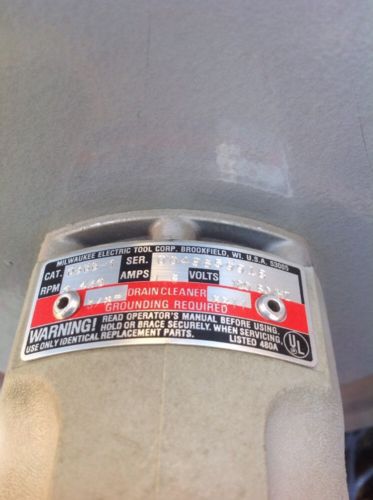 MILWAUKEE ELECTRIC TOOL CORP. BROOKFIELD, WI. U.S.A. 53005
CAT. SER.
RPM AMPS VOLTS
DRAIN CLEANER
GROUNDING REQUIRED
WARNING! READ OPERATOR'S MANUAL BEFORE USING.
HOLD OR BRACE SECURELY. WHEN SERVICING,
USE ONLY IDENTICAL REPLACEMENT PARTS. LISTED 480A
UL